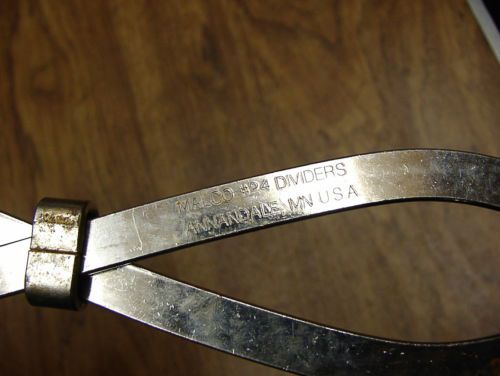 MALCO #24 DIVIDERS
ANNANDALE, MN U S A